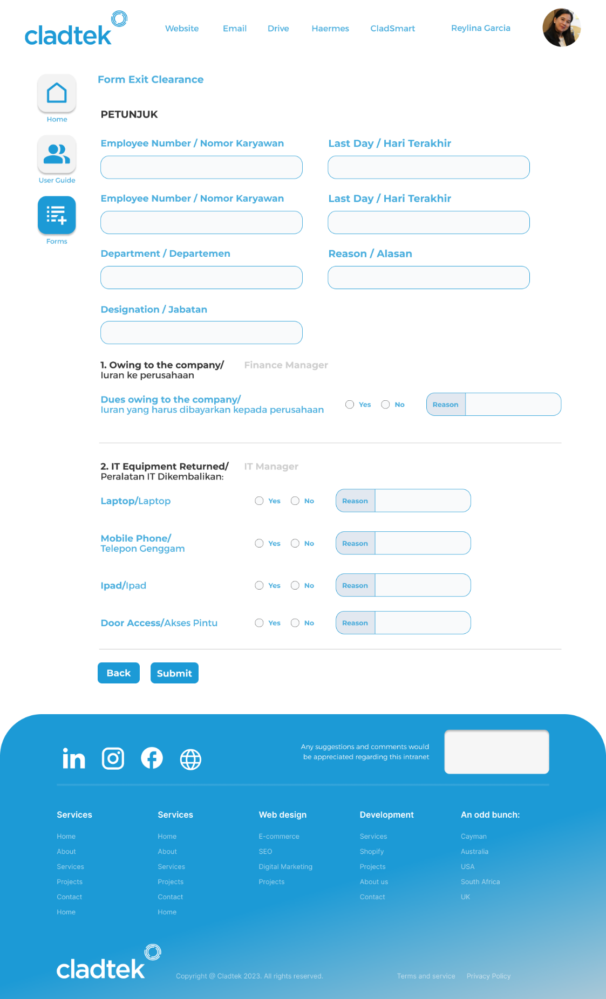 cladtek
Website Email Drive Haermes CladSmart Reylina Garcia
Form Exit Clearance
Home
User Guide
Forms
PETUNJUK
Employee Number / Nomor Karyawan
Last Day / Hari Terakhir
Employee Number / Nomor Karyawan
Last Day / Hari Terakhir
Department / Departemen
Reason / Alasan
Designation / Jabatan
1. Owing to the company/ Finance Manager
Iuran ke perusahaan
Dues owing to the company/
Iuran yang harus dibayarkan kepada perusahaan
Yes No Reason
2. IT Equipment Returned/ IT Manager
Peralatan IT Dikembalikan:
Laptop/Laptop Yes No Reason
Mobile Phone/
Telepon Genggam
Yes No Reason
Ipad/Ipad Yes No Reason
Door Access/Akses Pintu Yes No Reason
Back Submit
in
Any suggestions and comments would
be appreciated regarding this intranet
Services
Home
About
Services
Projects
Contact
Home
Services
Home
About
Services
Projects
Contact
Home
Web design
E-commerce
SEO
Digital Marketing
Projects
Development
Services
Shopify
Projects
About us
Contact
An odd bunch:
Cayman
Australia
USA
South Africa
UK
cladtek
Copyright @ Cladtek 2023. All rights reserved.
Terms and service Privacy Policy